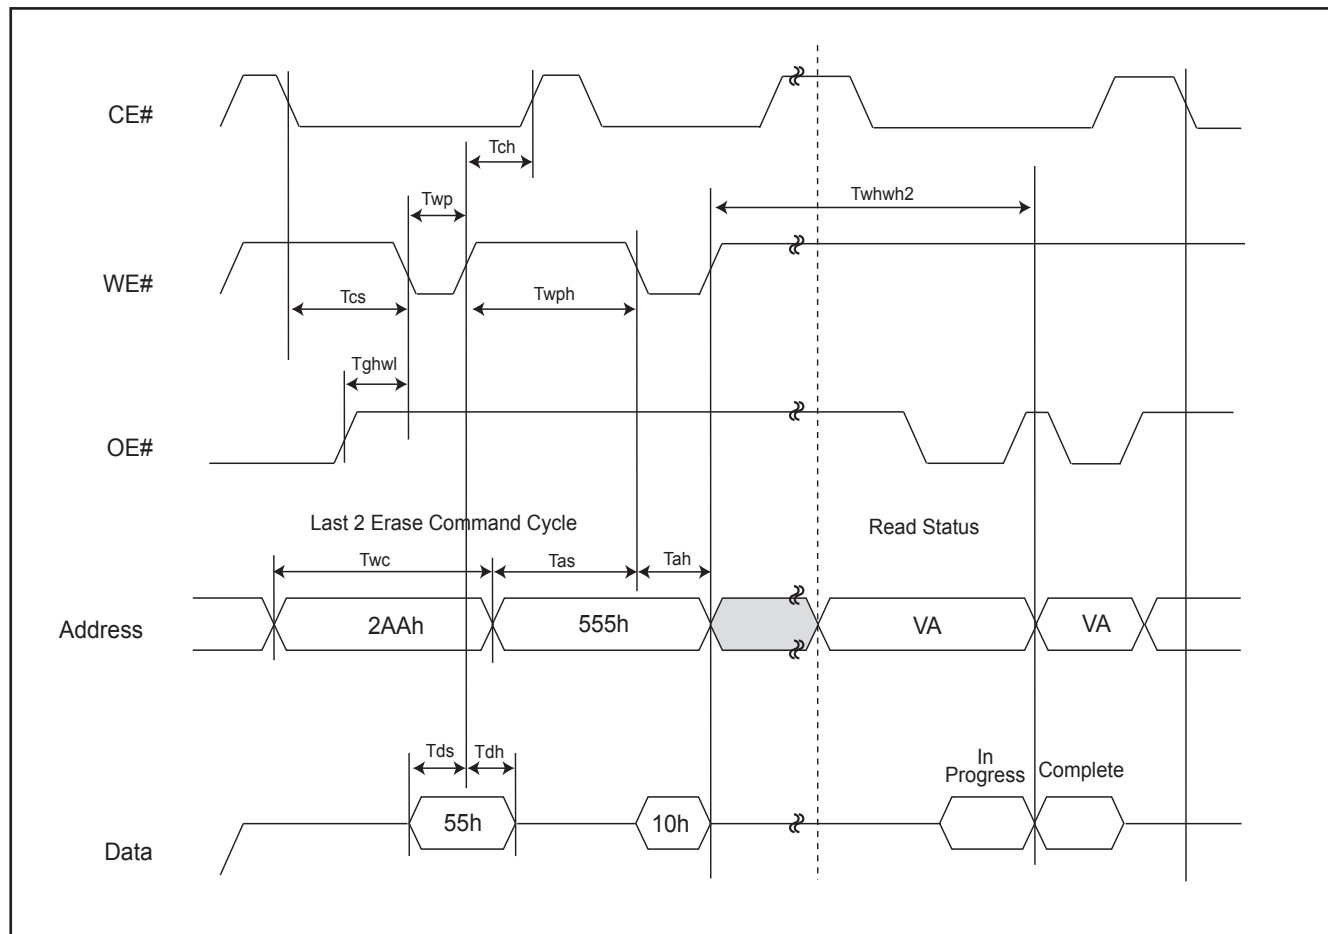 CE#
Tch
Twp
Twhwh2
WE#
Tcs
Twph
Tghwl
OE#
Last 2 Erase Command Cycle
Read Status
Twc
Tas
Tah
Address
2AAh
555h
VA
VA
Tds
Tdh
In
Progress
Complete
55h
10h
Data